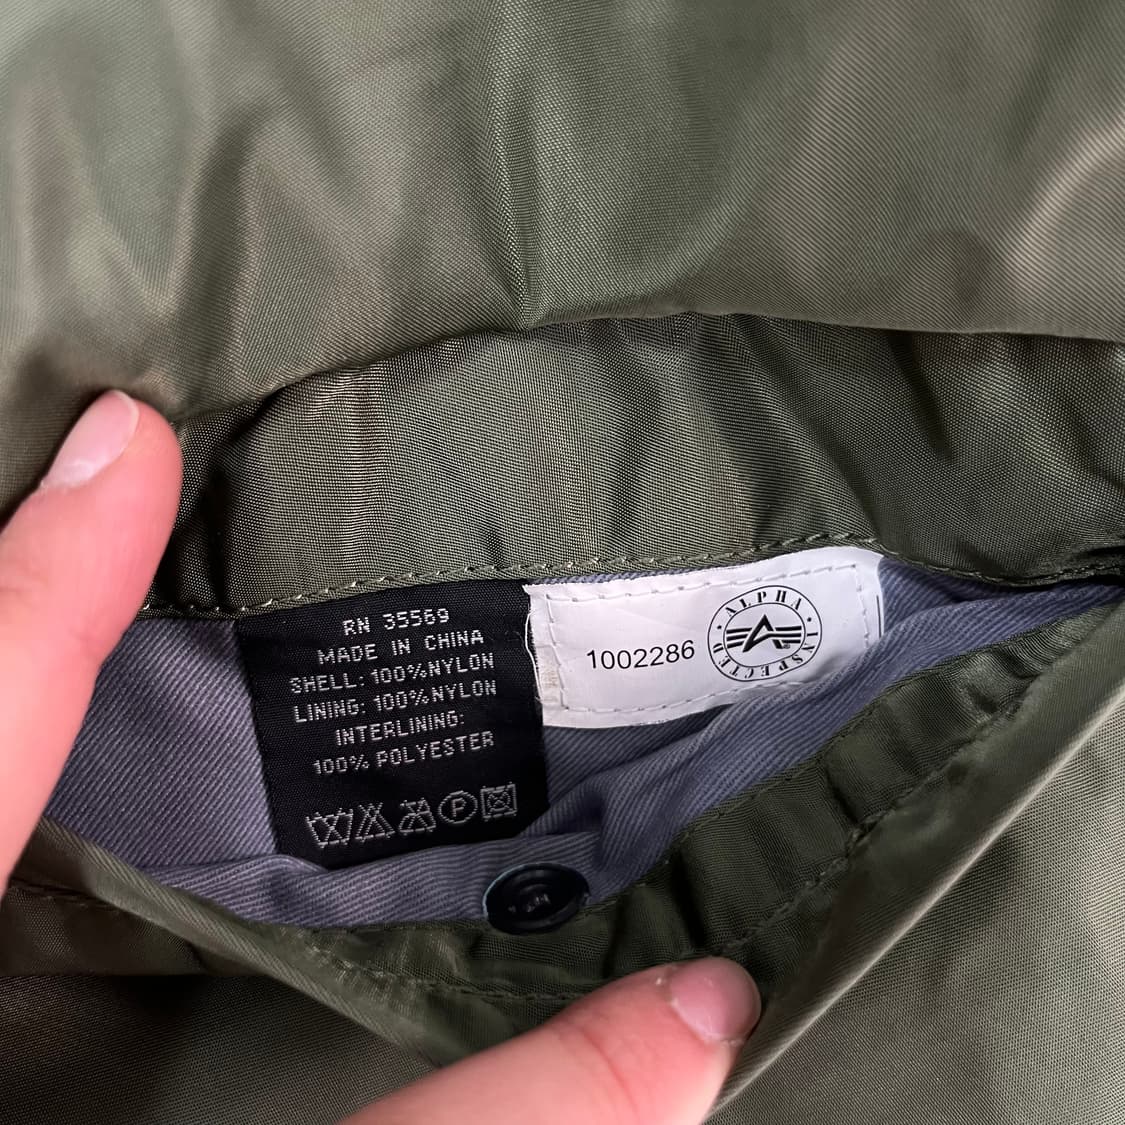 RN 35569
MADE IN CHINA
SHELL: 100%NYLON
LINING: 100%NYLON
INTERLINING:
100% POLYESTER
P
1002286
ALPHA · INSPECTED ·